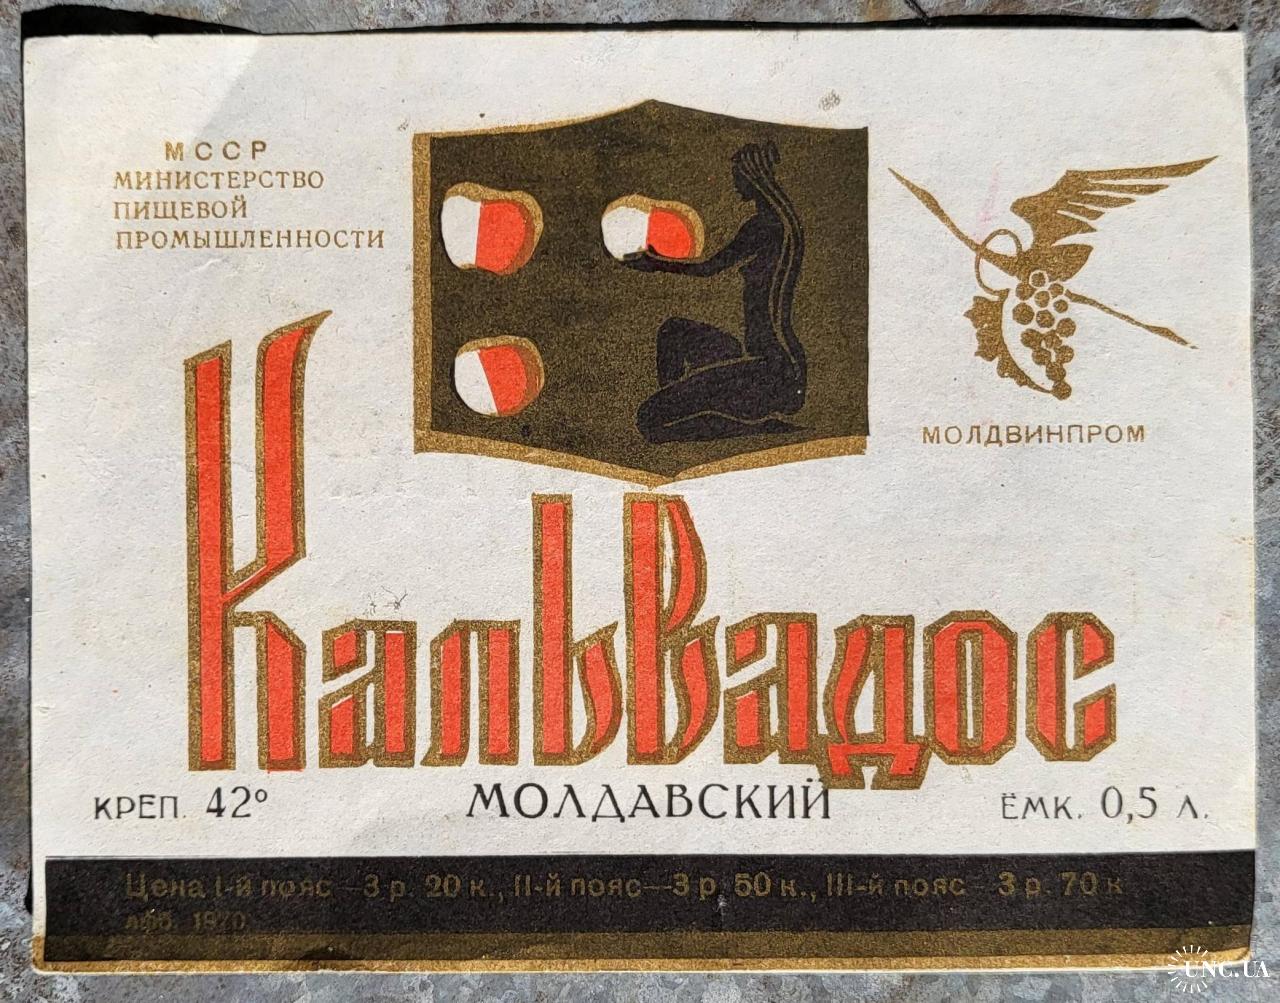 МССР
МИНИСТЕРСТВО
ПИЩЕВОЙ
ПРОМЫШЛЕННОСТИ
МОЛДВИНПРОМ
Кальвадос
КРЕП. 42° МОЛДАВСКИЙ ЁМК. 0,5 Л.
Цена I-й пояс—3 р. 20 к., II-й пояс—3 р. 50 к., III-й пояс—3 р. 70 к
1970
UNC.UA